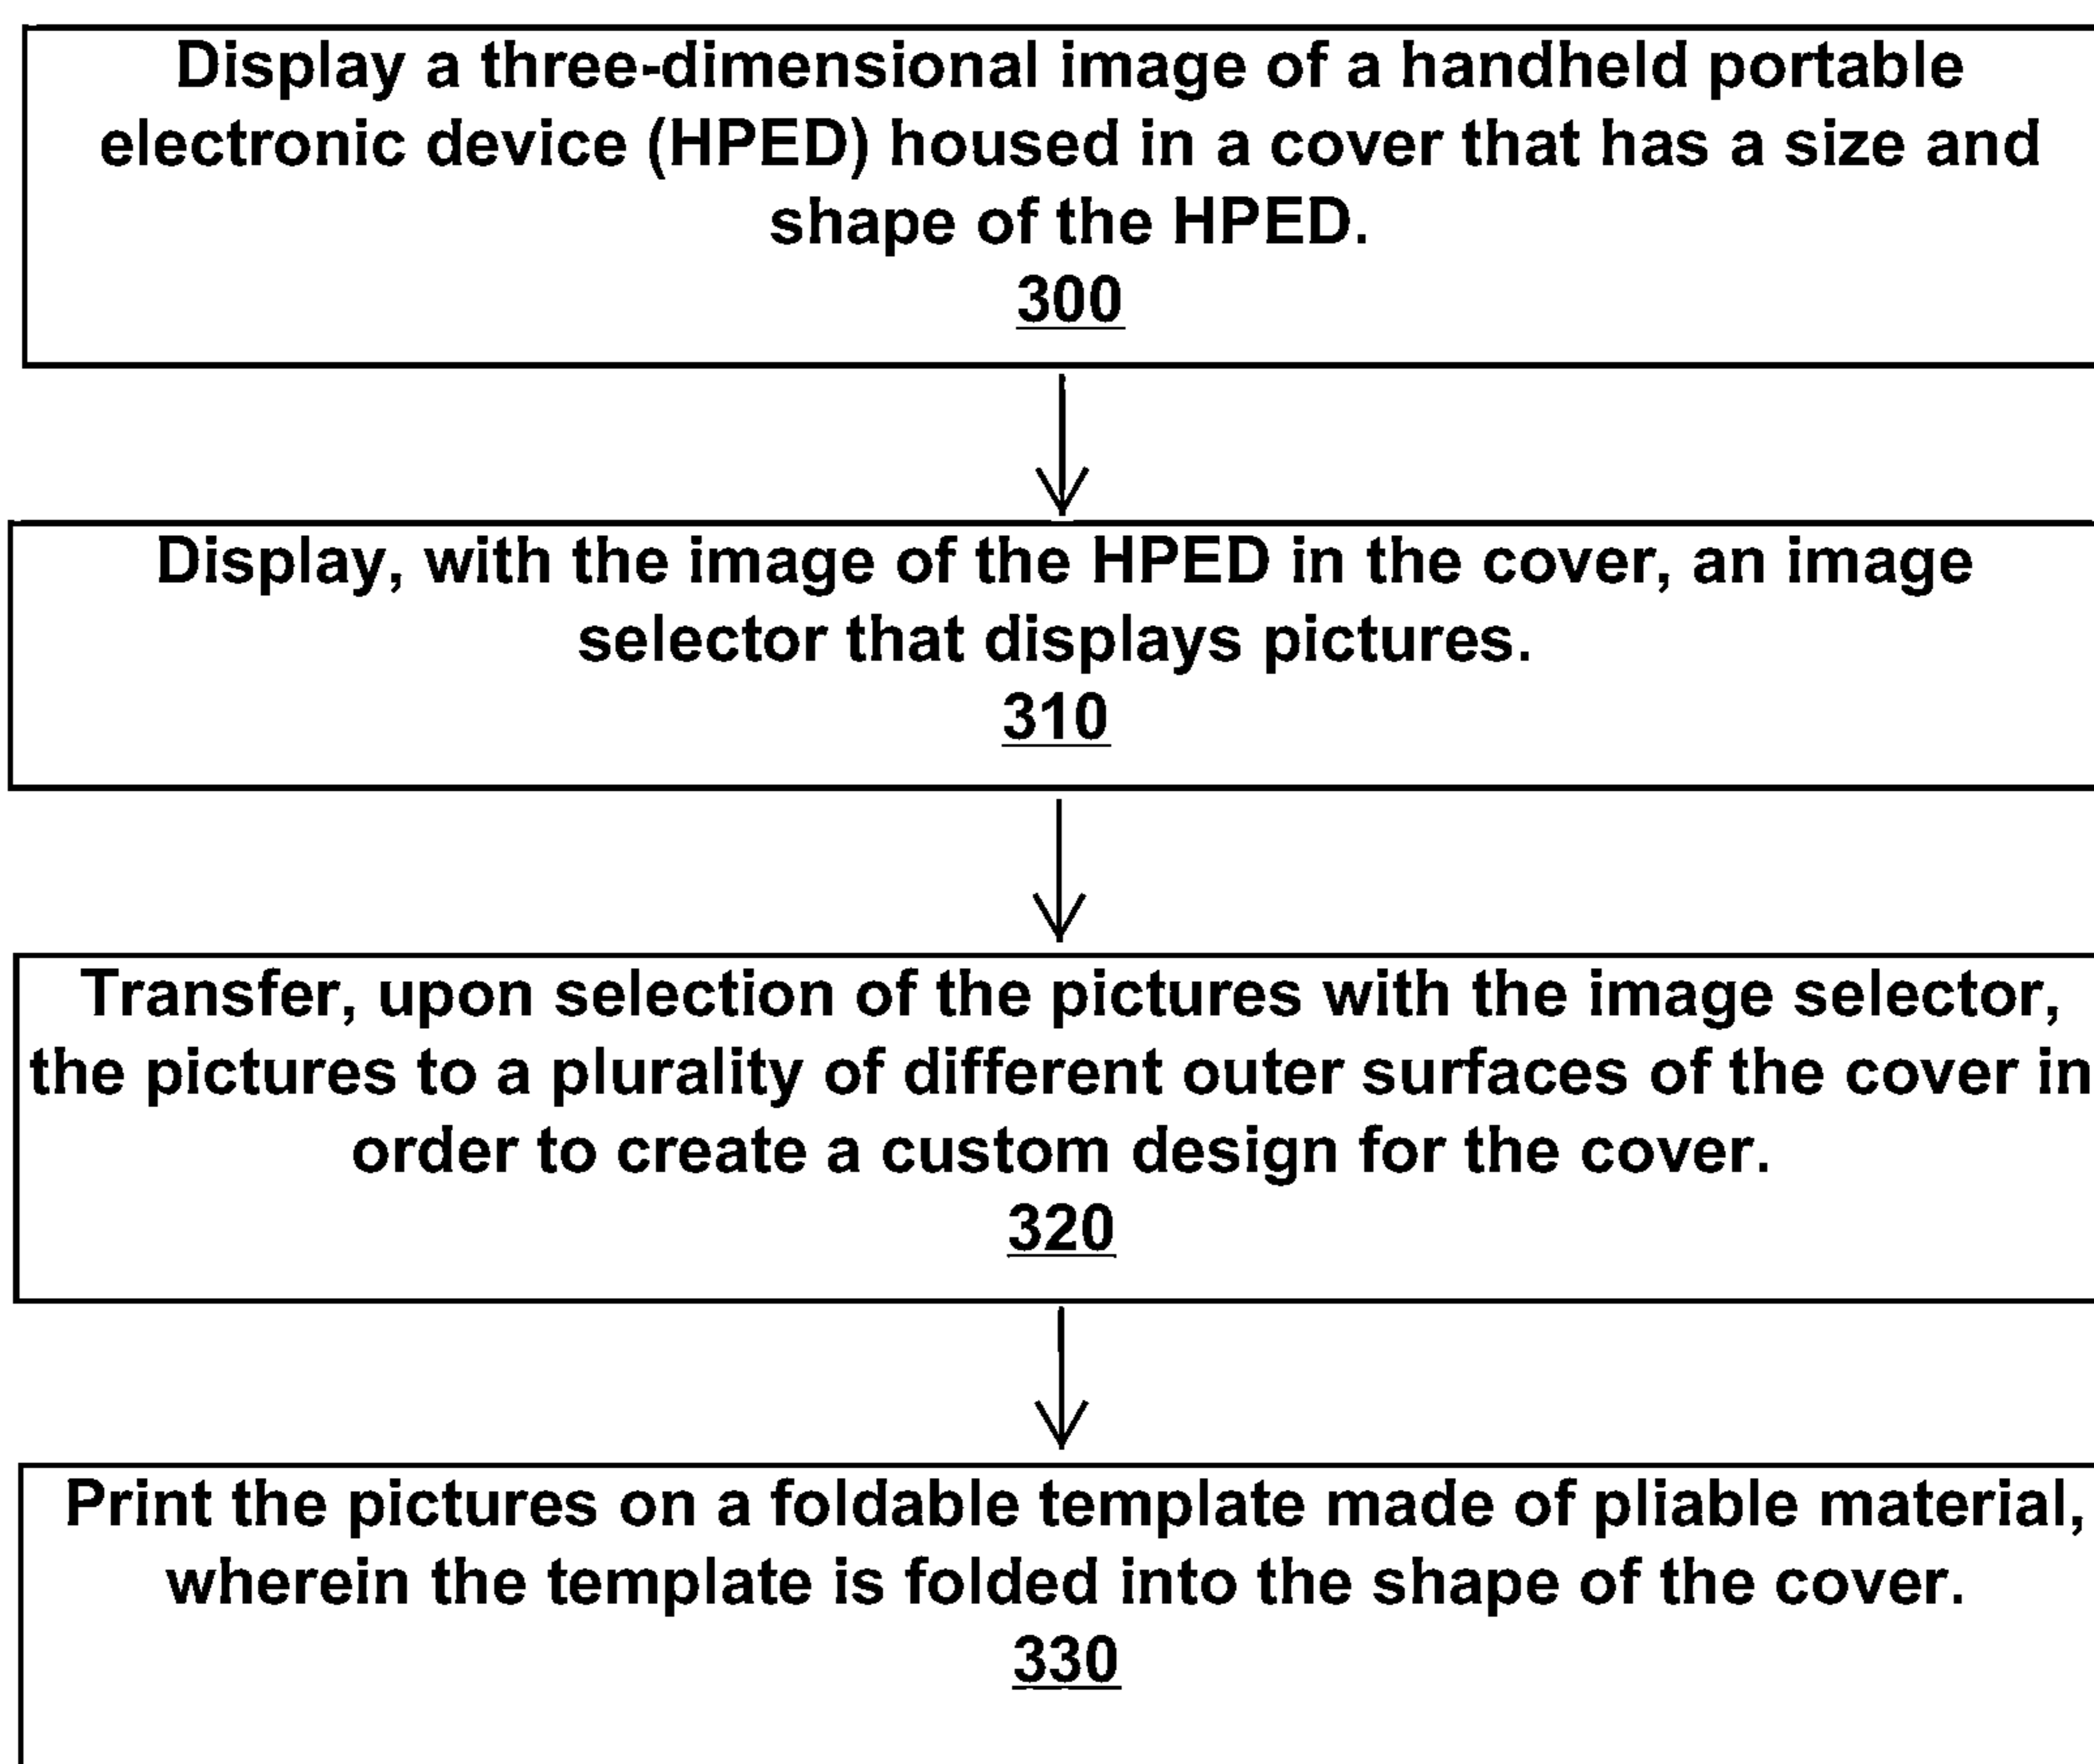 Display a three-dimensional image of a handheld portable
electronic device (HPED) housed in a cover that has a size and
shape of the HPED.
300
Display, with the image of the HPED in the cover, an image
selector that displays pictures.
310
Transfer, upon selection of the pictures with the image selector,
the pictures to a plurality of different outer surfaces of the cover in
order to create a custom design for the cover.
320
Print the pictures on a foldable template made of pliable material,
wherein the template is folded into the shape of the cover.
330